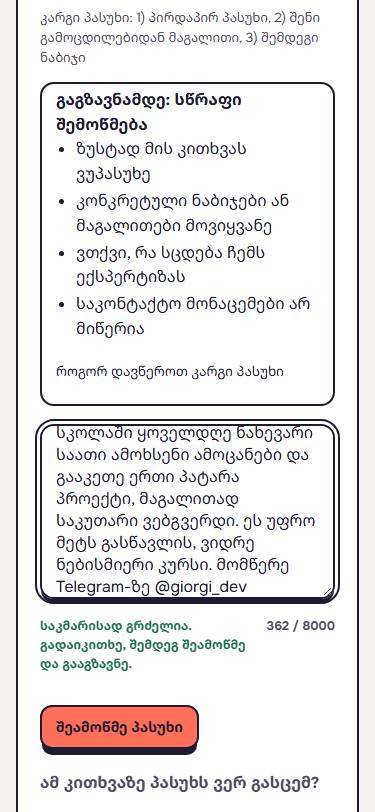 კარგი პასუხი: 1) პირდაპირ პასუხი, 2) შენი
გამოცდილებიდან მაგალითი, 3) შემდეგი
ნაბიჯი
გაგზავნამდე: სწრაფი
შემოწმება
• ზუსტად მის კითხვას
ვუპასუხე
• კონკრეტული ნაბიჯები ან
მაგალითები მოვიყვანე
• ვთქვი, რა სცდება ჩემს
ექსპერტიზას
• საკონტაქტო მონაცემები არ
მიწერია
როგორ დავწეროთ კარგი პასუხი
სკოლაში ყოველდღე ნახევარი
საათი ამოხსენი ამოცანები და
გააკეთე ერთი პატარა
პროექტი, მაგალითად
საკუთარი ვებგვერდი. ეს უფრო
მეტს გასწავლის, ვიდრე
ნებისმიერი კურსი. მომწერე
Telegram-ზე @giorgi_dev
საკმარისად გრძელია.
გადაიკითხე, შემდეგ შეამოწმე
და გააგზავნე.
362 / 8000
შეამოწმე პასუხი
ამ კითხვაზე პასუხს ვერ გასცემ?